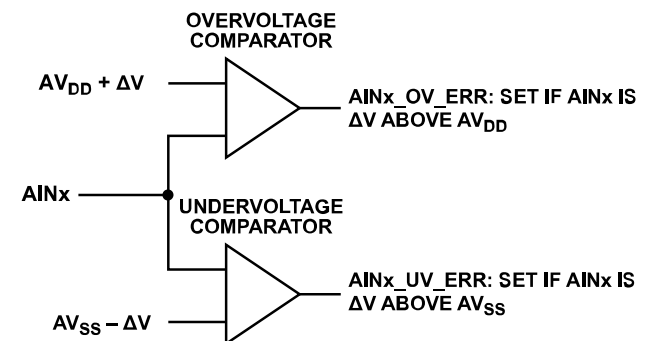 OVERVOLTAGE
COMPARATOR
AVDD + ΔV
AINx_OV_ERR: SET IF AINx IS
ΔV ABOVE AVDD
AINx
UNDERVOLTAGE
COMPARATOR
AINx_UV_ERR: SET IF AINx IS
ΔV ABOVE AVSS
AVSS – ΔV